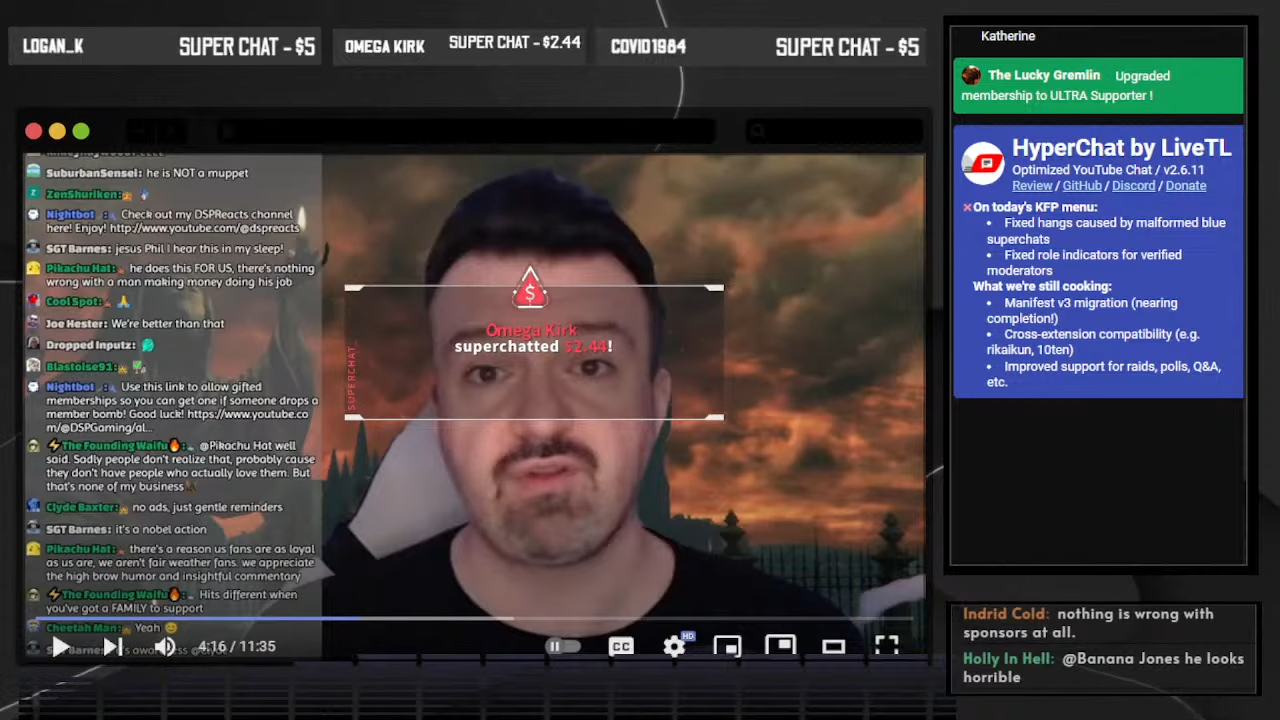 LOGAN_K
SUPER CHAT - $5
OMEGA KIRK
SUPER CHAT - $2.44
COVID1984
SUPER CHAT - $5
SuburbanSensei: he is NOT a muppet
ZenShuriken:
Nightbot : Check out my DSPReacts channel
here! Enjoy! http://www.youtube.com/@dspreacts
SGT Barnes: jesus Phil I hear this in my sleep!
Pikachu Hat: he does this FOR US, there's nothing
wrong with a man making money doing his job
Cool Spot:
Joe Hester: We're better than that
Dropped Inputz:
Blastoise91:
Nightbot : Use this link to allow gifted
memberships so you can get one if someone drops a
member bomb! Good luck! https://www.youtube.co
m/@DSPGaming/al...
⚡The Founding Waifu🔥: @Pikachu Hat well
said. Sadly people don't realize that, probably cause
they don't have people who actually love them. But
that's none of my business
Clyde Baxter: no ads, just gentle reminders
SGT Barnes: it's a nobel action
Pikachu Hat: there's a reason us fans are as loyal
as us are, we aren't fair weather fans. we appreciate
the high brow humor and insightful commentary
⚡The Founding Waifu🔥: Hits different when
you've got a FAMILY to support
Cheetah Man: Yeah 😊
$
SUPERCHAT
Omega Kirk
superchatted $2.44!
4:16 / 11:35
CC
HD
Katherine
The Lucky Gremlin Upgraded
membership to ULTRA Supporter !
HyperChat by LiveTL
Optimized YouTube Chat / v2.6.11
Review / GitHub / Discord / Donate
❌On today's KFP menu:
• Fixed hangs caused by malformed blue
superchats
• Fixed role indicators for verified
moderators
What we're still cooking:
• Manifest v3 migration (nearing
completion!)
• Cross-extension compatibility (e.g.
rikaikun, 10ten)
• Improved support for raids, polls, Q&A,
etc.
Indrid Cold: nothing is wrong with
sponsors at all.
Holly In Hell: @Banana Jones he looks
horrible